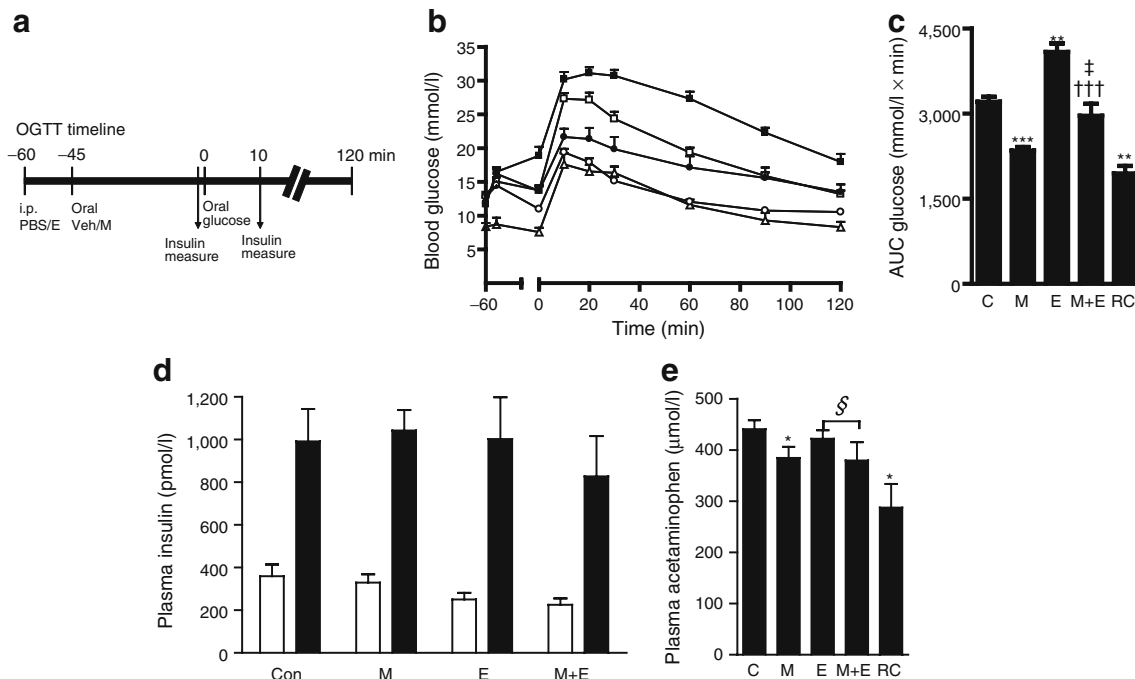 a
OGTT timeline
–60 –45 0 10 120 min
i.p. PBS/E
Oral Veh/M
Oral glucose
Insulin measure
Insulin measure
b
Blood glucose (mmol/l)
35
30
25
20
15
10
5
–60 0 20 40 60 80 100 120
Time (min)
c
AUC glucose (mmol/l × min)
4,500
3,000
1,500
0
***
**
‡
†††
**
C M E M+E RC
d
Plasma insulin (pmol/l)
1,200
1,000
800
600
400
200
0
Con M E M+E
e
Plasma acetaminophen (μmol/l)
500
400
300
200
100
0
*
§
*
C M E M+E RC